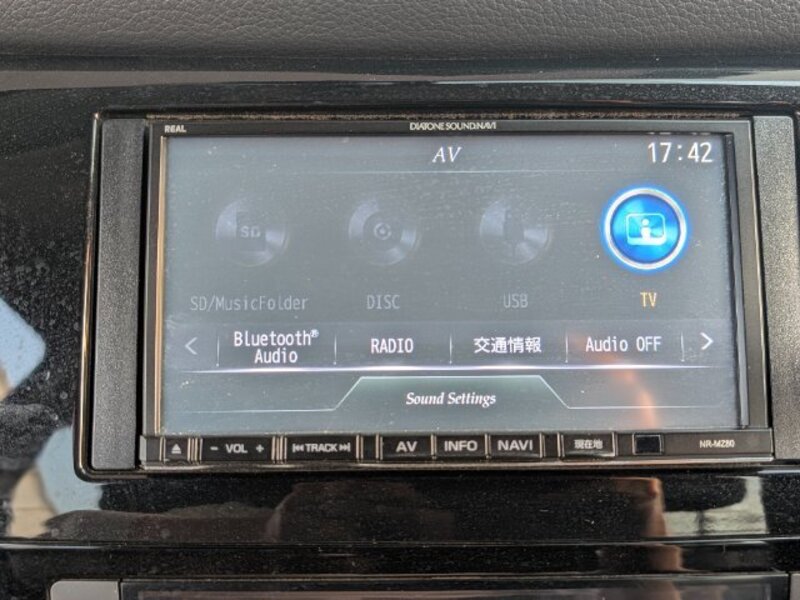 REAL DIATONE SOUND.NAVI
AV 17:42
SD
SD/MusicFolder DISC USB TV
< Bluetooth® Audio RADIO 交通情報 Audio OFF >
Sound Settings
− VOL + TRACK AV INFO NAVI 現在地 NR-MZ80